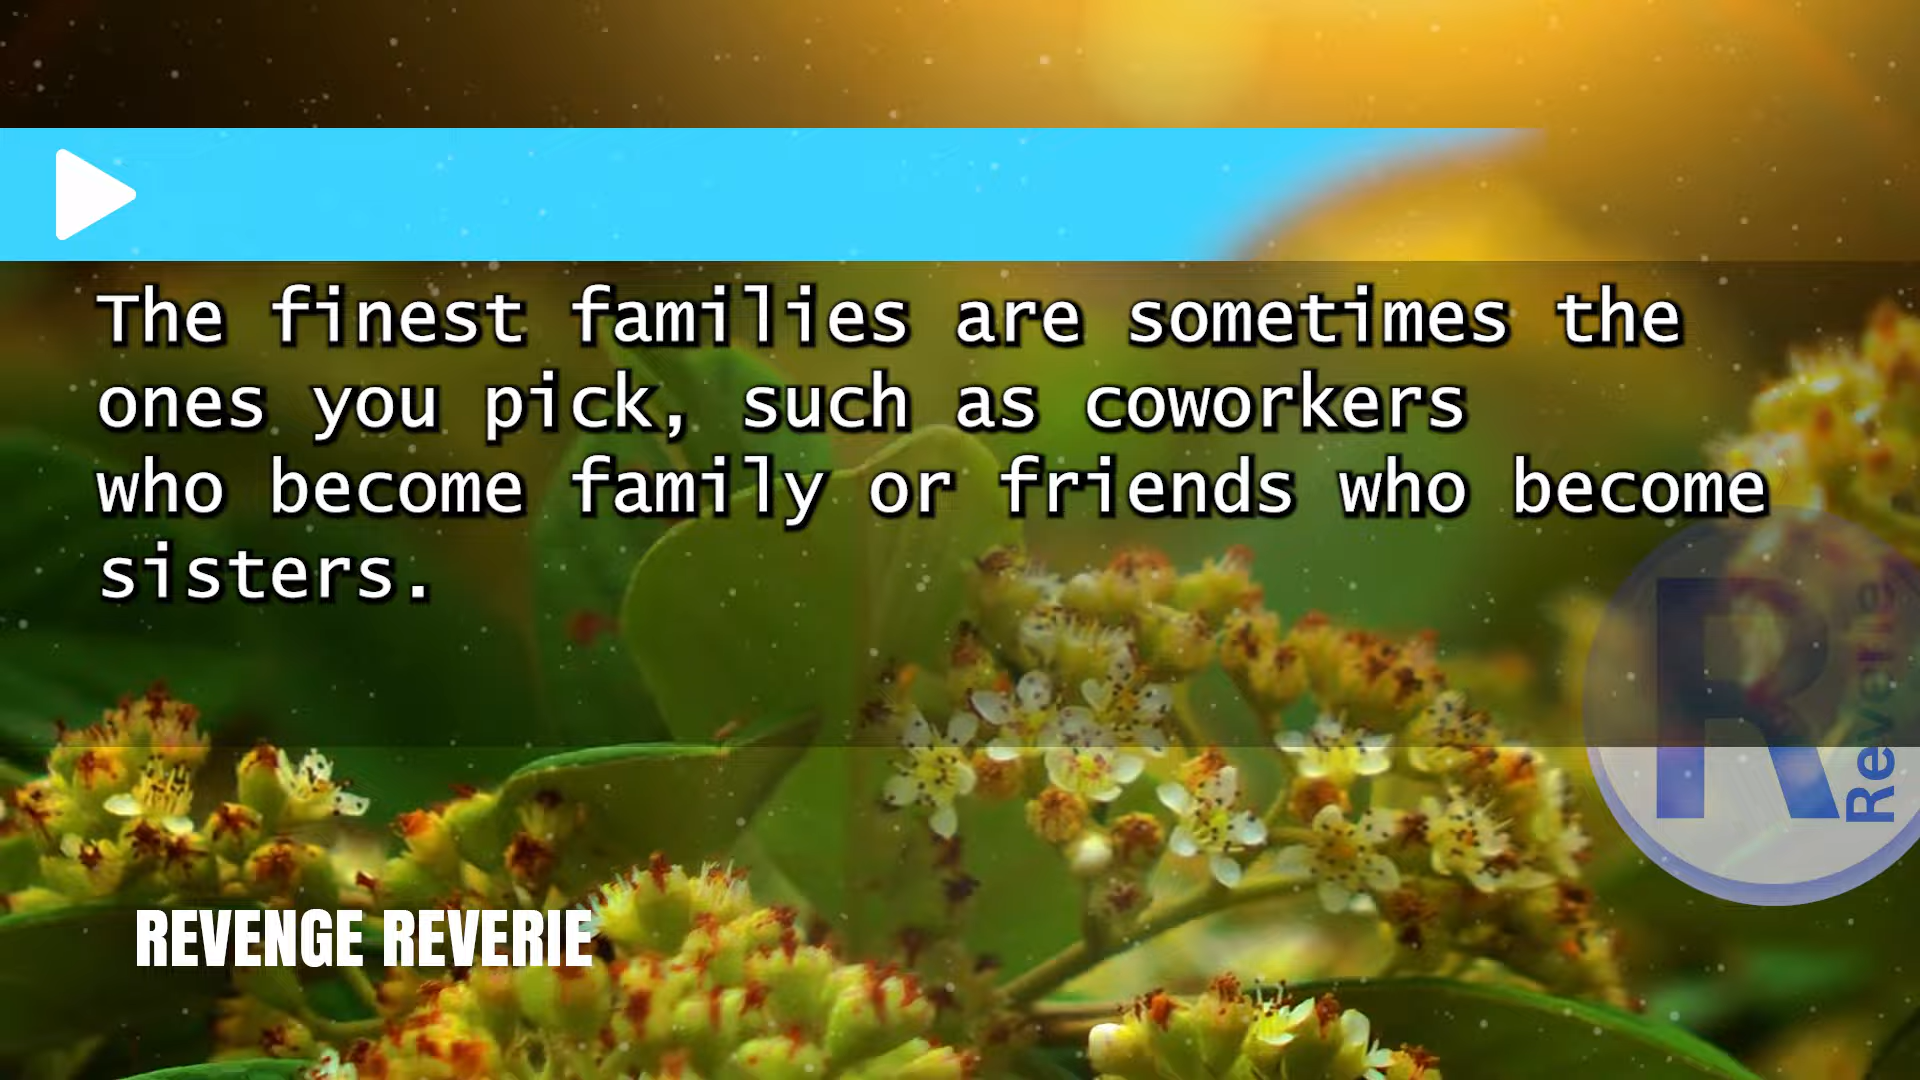 The finest families are sometimes the
ones you pick, such as coworkers
who become family or friends who become
sisters.
R
Reverie
REVENGE REVERIE